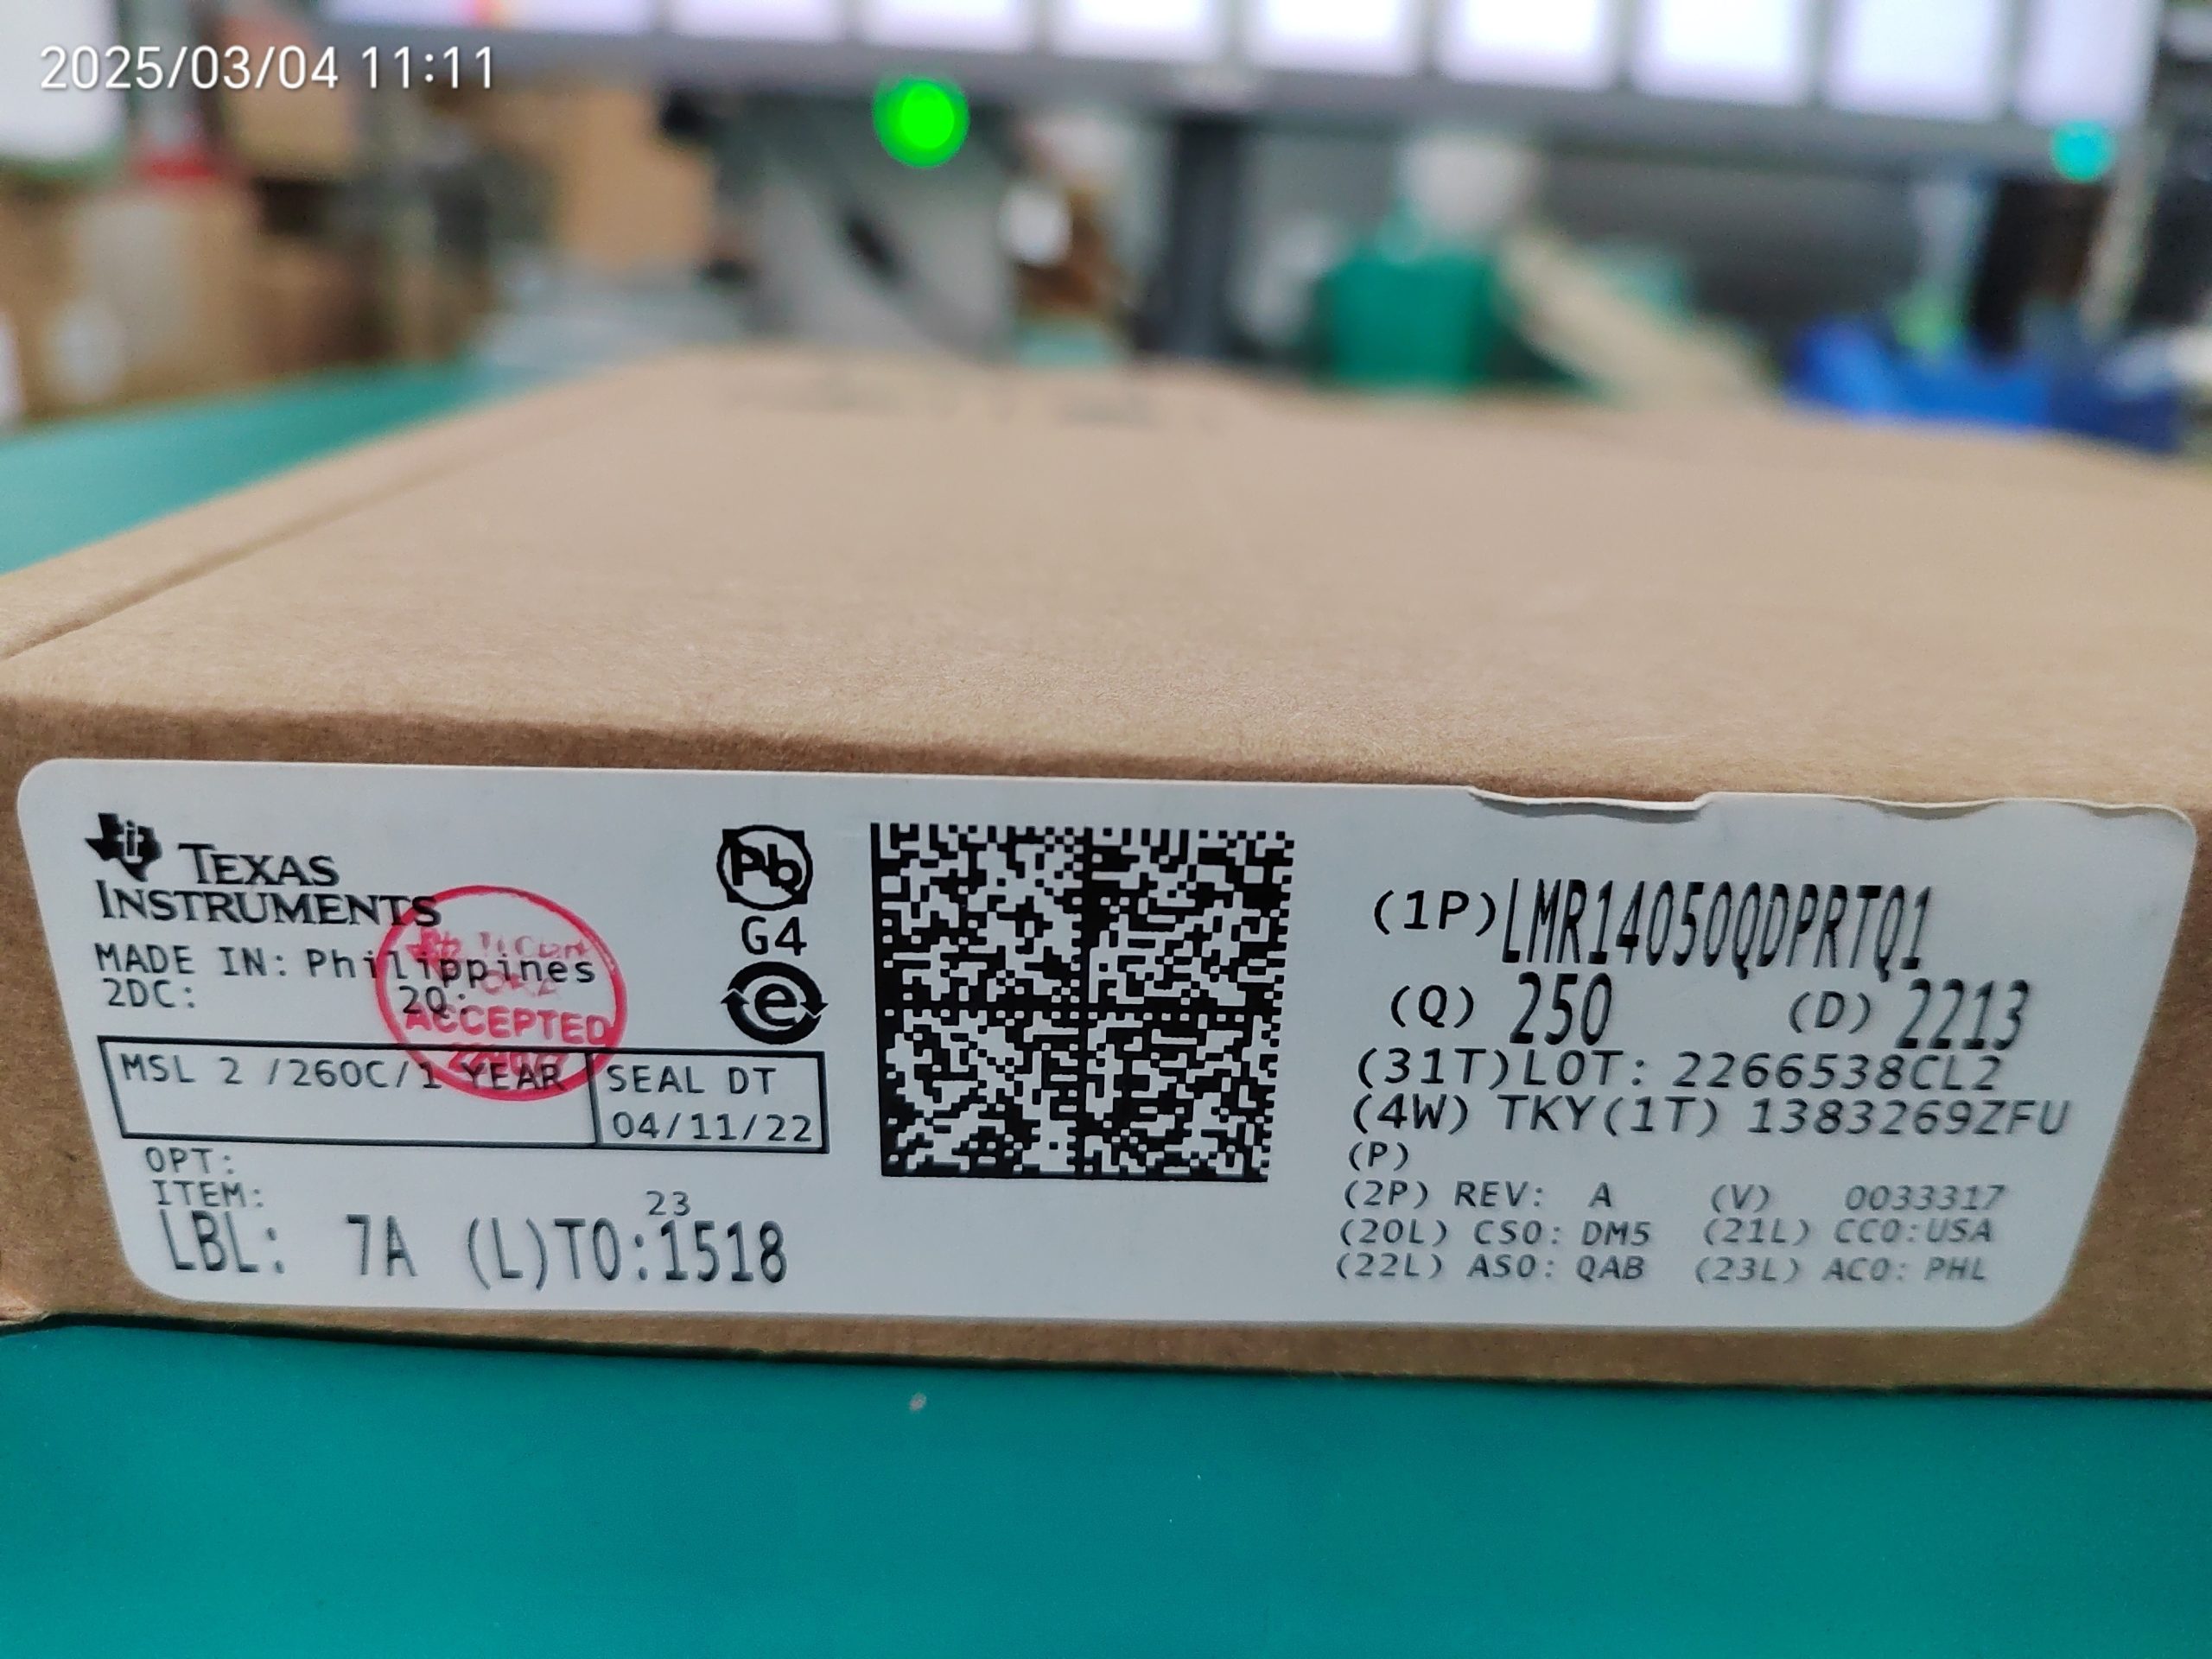 2025/03/04 11:11
TEXAS
INSTRUMENTS
MADE IN: Philippines
2DC: 2Q:
ACCEPTED
MSL 2 /260C/1 YEAR
SEAL DT
04/11/22
OPT:
ITEM:
23
LBL: 7A (L)TO:1518
Pb
G4
e
(1P)LMR14050QDPRTQ1
(Q) 250 (D) 2213
(31T)LOT: 2266538CL2
(4W) TKY(1T) 1383269ZFU
(P)
(2P) REV: A (V) 0033317
(20L) CSO: DM5 (21L) CCO:USA
(22L) ASO: QAB (23L) ACO: PHL